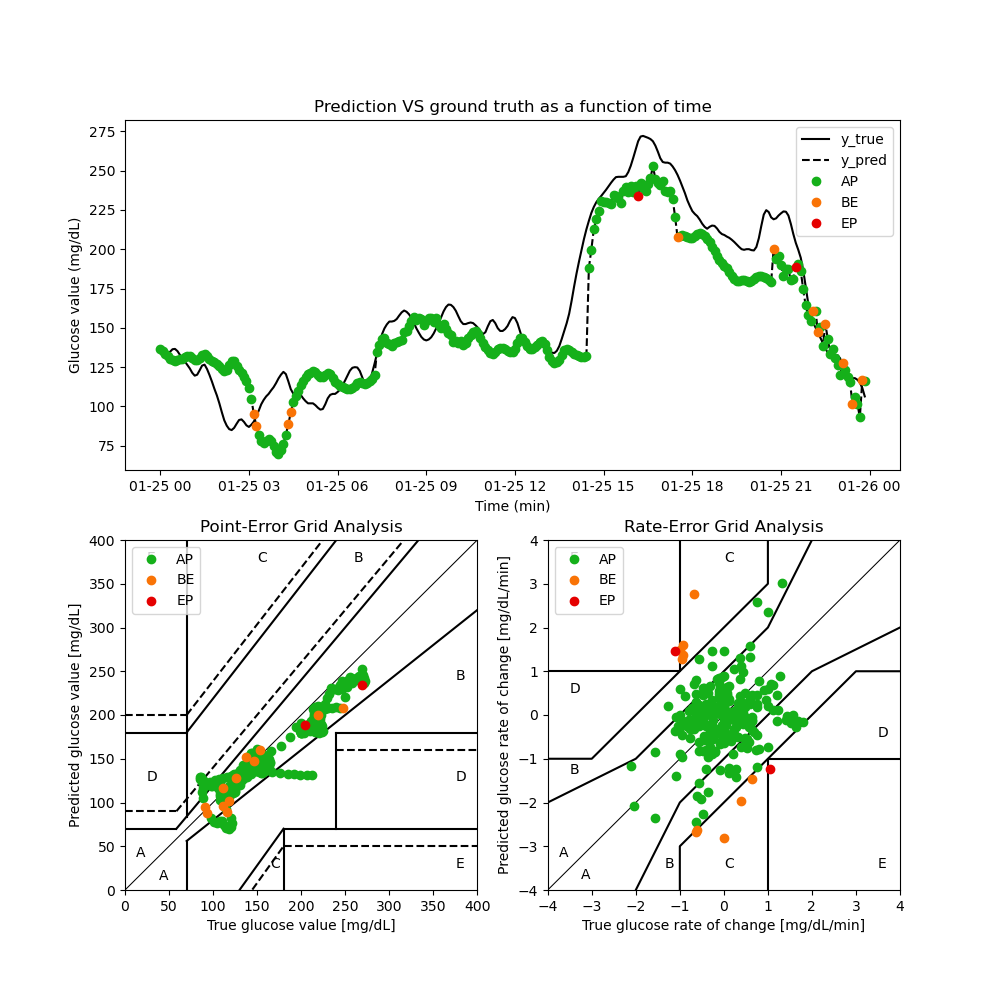 Prediction VS ground truth as a function of time
Glucose value (mg/dL)
275
250
225
200
175
150
125
100
75
y_true
y_pred
AP
BE
EP
01-25 00 01-25 03 01-25 06 01-25 09 01-25 12 01-25 15 01-25 18 01-25 21 01-26 00
Time (min)
Point-Error Grid Analysis
Predicted glucose value [mg/dL]
400
350
300
250
200
150
100
50
0
AP
BE
EP
C
B
B
D
D
A
A
C
E
0 50 100 150 200 250 300 350 400
True glucose value [mg/dL]
Rate-Error Grid Analysis
Predicted glucose rate of change [mg/dL/min]
4
3
2
1
0
−1
−2
−3
−4
AP
BE
EP
C
D
D
B
A
A
B
C
E
−4 −3 −2 −1 0 1 2 3 4
True glucose rate of change [mg/dL/min]